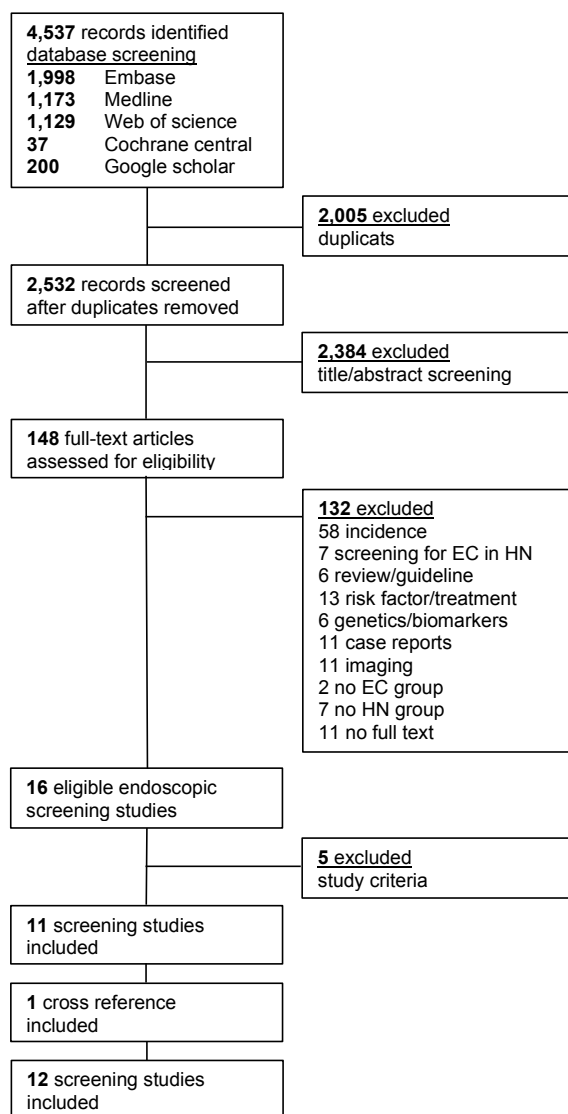 4,537 records identified
database screening
1,998 Embase
1,173 Medline
1,129 Web of science
37 Cochrane central
200 Google scholar
2,005 excluded
duplicats
2,532 records screened
after duplicates removed
2,384 excluded
title/abstract screening
148 full-text articles
assessed for eligibility
132 excluded
58 incidence
7 screening for EC in HN
6 review/guideline
13 risk factor/treatment
6 genetics/biomarkers
11 case reports
11 imaging
2 no EC group
7 no HN group
11 no full text
16 eligible endoscopic
screening studies
5 excluded
study criteria
11 screening studies
included
1 cross reference
included
12 screening studies
included